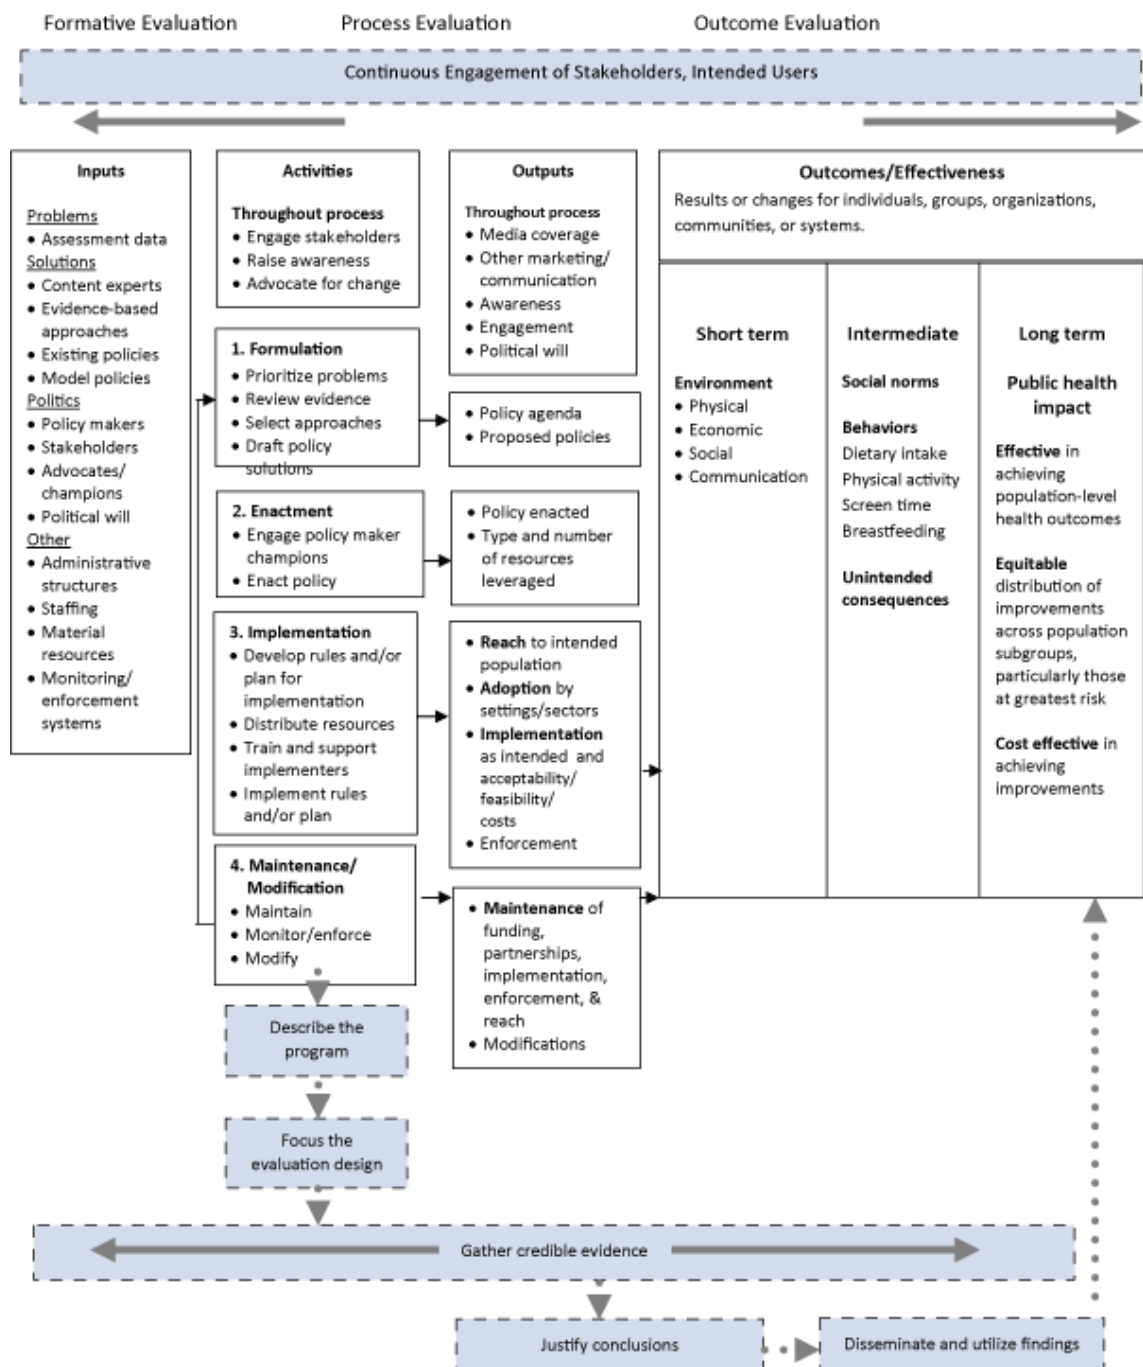 Formative Evaluation
Process Evaluation
Outcome Evaluation
Continuous Engagement of Stakeholders, Intended Users
Inputs
Problems
• Assessment data
Solutions
• Content experts
• Evidence-based
approaches
• Existing policies
• Model policies
Politics
• Policy makers
• Stakeholders
• Advocates/
champions
• Political will
Other
• Administrative
structures
• Staffing
• Material
resources
• Monitoring/
enforcement
systems
Activities
Throughout process
• Engage stakeholders
• Raise awareness
• Advocate for change
1. Formulation
• Prioritize problems
• Review evidence
• Select approaches
• Draft policy
solutions
2. Enactment
• Engage policy maker
champions
• Enact policy
3. Implementation
• Develop rules and/or
plan for
implementation
• Distribute resources
• Train and support
implementers
• Implement rules
and/or plan
4. Maintenance/
Modification
• Maintain
• Monitor/enforce
• Modify
Outputs
Throughout process
• Media coverage
• Other marketing/
communication
• Awareness
• Engagement
• Political will
• Policy agenda
• Proposed policies
• Policy enacted
• Type and number
of resources
leveraged
• Reach to intended
population
• Adoption by
settings/sectors
• Implementation
as intended and
acceptability/
feasibility/
costs
• Enforcement
• Maintenance of
funding,
partnerships,
implementation,
enforcement, &
reach
• Modifications
Outcomes/Effectiveness
Results or changes for individuals, groups, organizations,
communities, or systems.
Short term
Environment
• Physical
• Economic
• Social
• Communication
Intermediate
Social norms
Behaviors
Dietary intake
Physical activity
Screen time
Breastfeeding
Unintended
consequences
Long term
Public health
impact
Effective in
achieving
population-level
health outcomes
Equitable
distribution of
improvements
across population
subgroups,
particularly those
at greatest risk
Cost effective in
achieving
improvements
Describe the
program
Focus the
evaluation design
Gather credible evidence
Justify conclusions
Disseminate and utilize findings